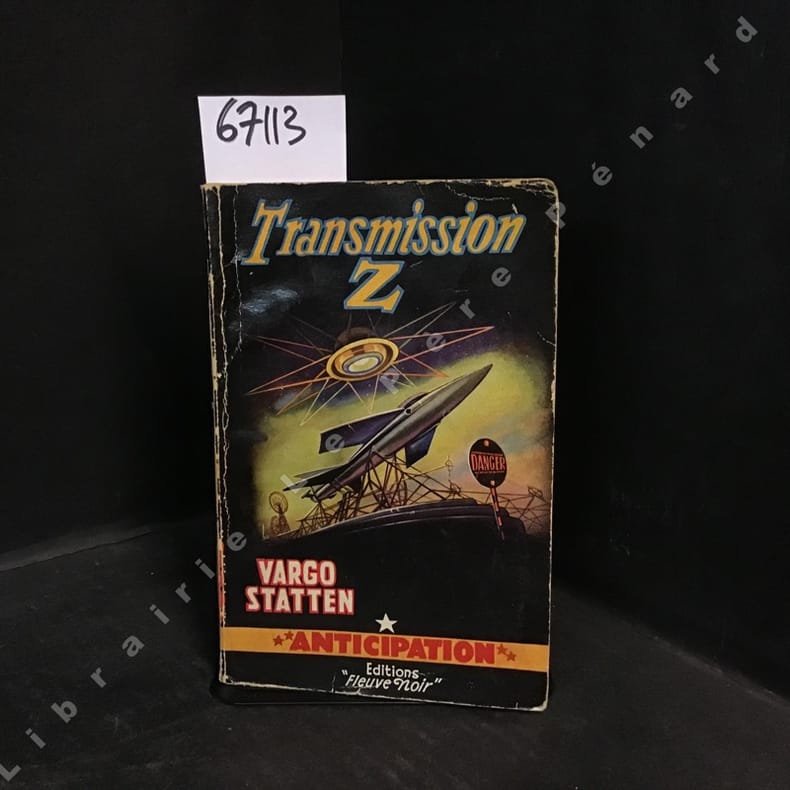 67113
Transmission
Z
DANGER
VARGO
STATTEN
ANTICIPATION
Editions
"Fleuve noir"
Librairie Le Père Pénard